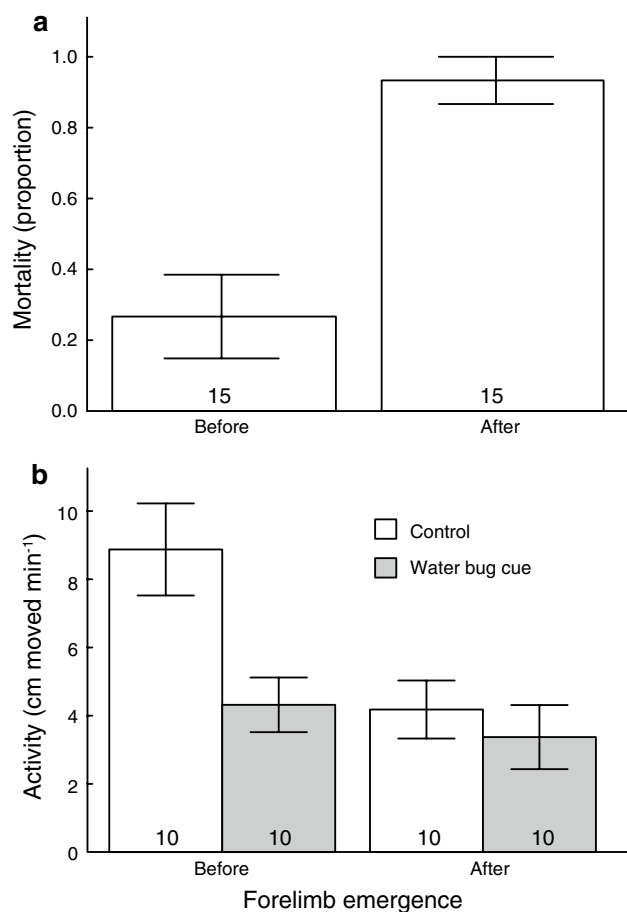 a
Mortality (proportion)
1.0
0.8
0.6
0.4
0.2
0.0
15
15
Before
After
b
Activity (cm moved min⁻¹)
10
8
6
4
2
0
Control
Water bug cue
10
10
10
10
Before
After
Forelimb emergence